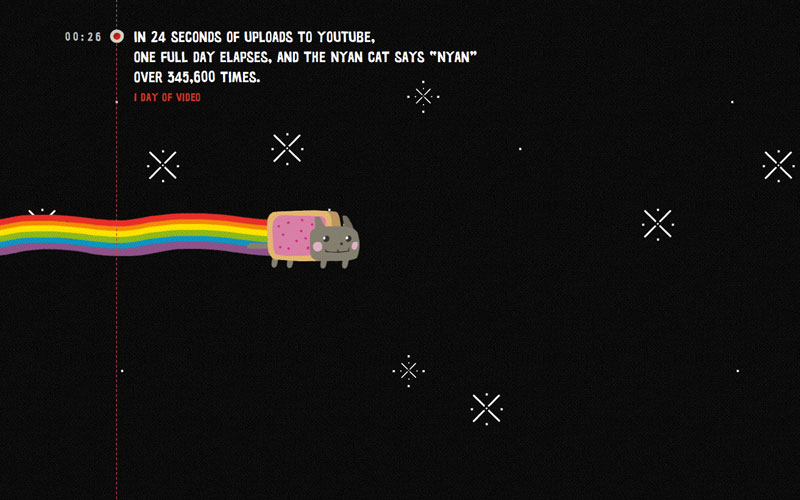 00:26
IN 24 SECONDS OF UPLOADS TO YOUTUBE,
ONE FULL DAY ELAPSES, AND THE NYAN CAT SAYS "NYAN"
OVER 345,600 TIMES.
1 DAY OF VIDEO